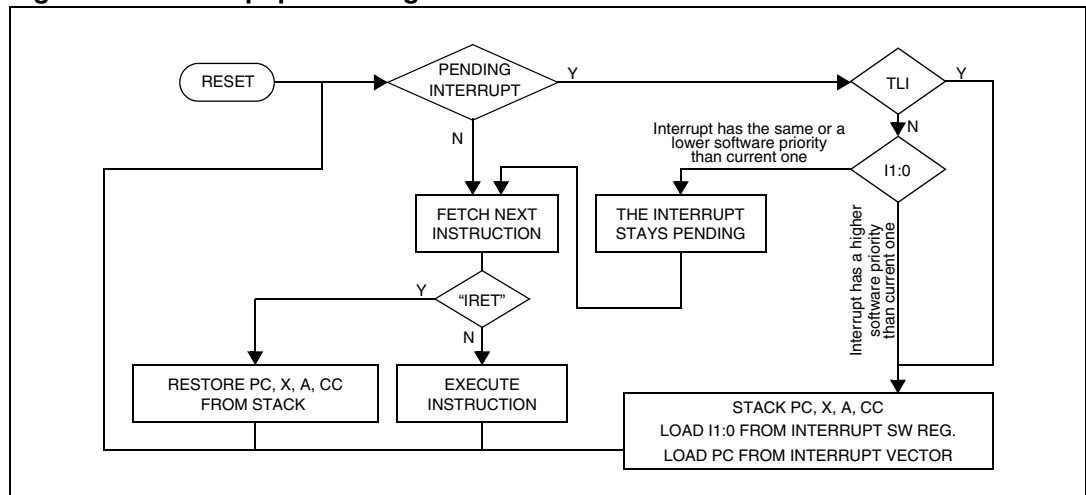 RESET
PENDING
INTERRUPT
Y
TLI
Y
N
N
Interrupt has the same or a
lower software priority
than current one
I1:0
FETCH NEXT
INSTRUCTION
THE INTERRUPT
STAYS PENDING
Interrupt has a higher
software priority
than current one
Y
“IRET”
N
RESTORE PC, X, A, CC
FROM STACK
EXECUTE
INSTRUCTION
STACK PC, X, A, CC
LOAD I1:0 FROM INTERRUPT SW REG.
LOAD PC FROM INTERRUPT VECTOR